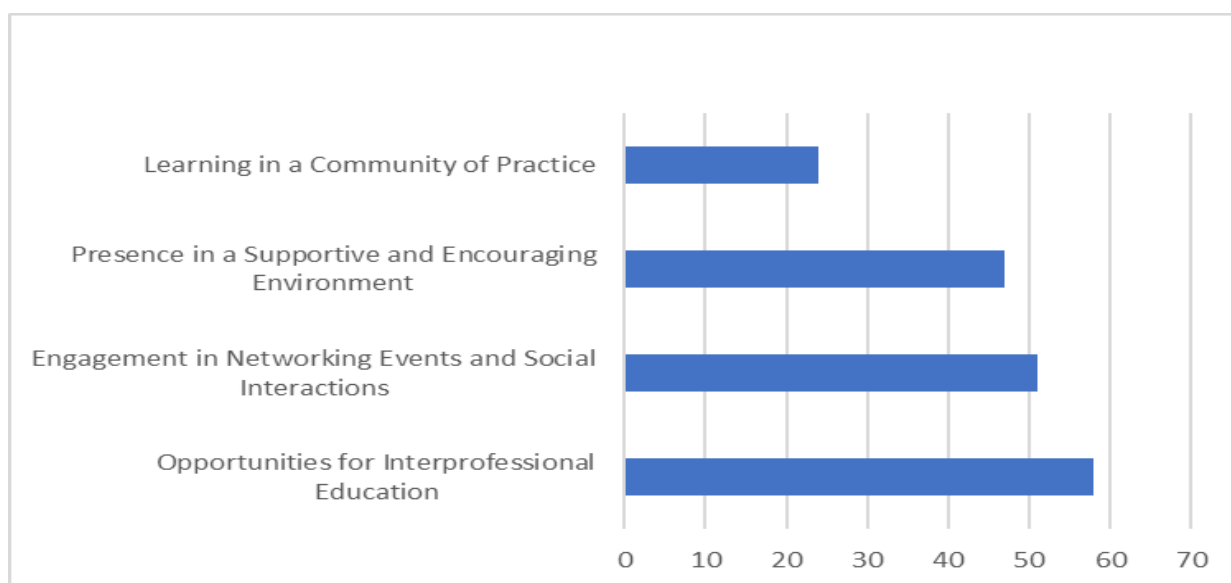 Learning in a Community of Practice
Presence in a Supportive and Encouraging
Environment
Engagement in Networking Events and Social
Interactions
Opportunities for Interprofessional
Education
0 10 20 30 40 50 60 70